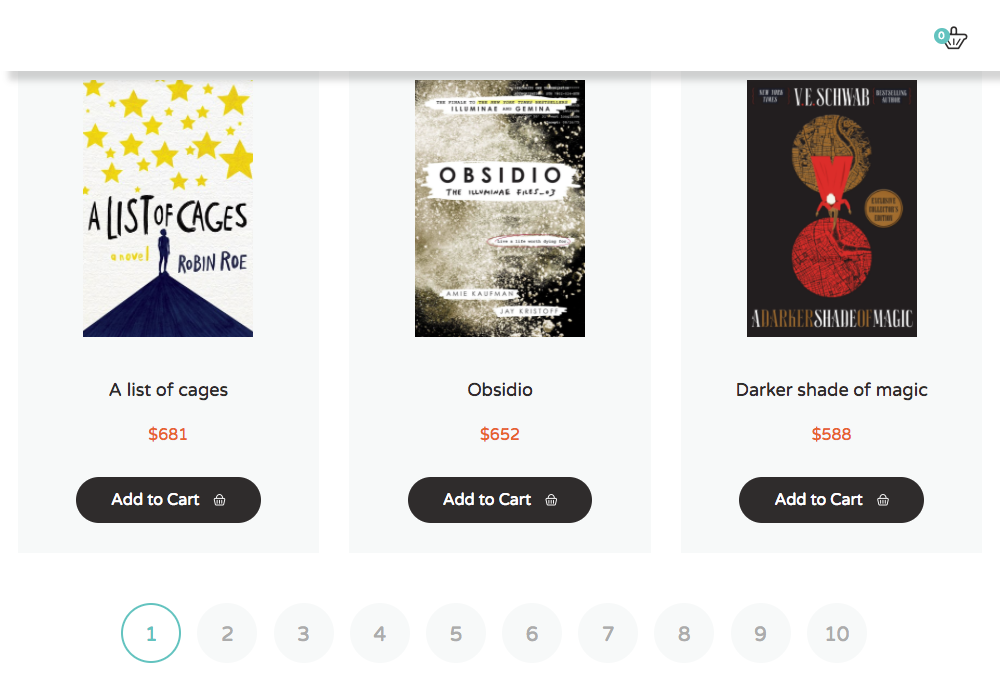 0
A LIST OF CAGES
a novel
ROBIN ROE
THE FINALE TO THE NEW YORK TIMES BESTSELLERS
ILLUMINAE AND GEMINA
OBSIDIO
THE ILLUMINAE FILES_03
Live a life worth dying for
AMIE KAUFMAN
JAY KRISTOFF
NEW YORK
TIMES
V.E. SCHWAB
BESTSELLING
AUTHOR
EXCLUSIVE
COLLECTOR'S
EDITION
A DARKER SHADE OF MAGIC
A list of cages
Obsidio
Darker shade of magic
$681
$652
$588
Add to Cart
Add to Cart
Add to Cart
1 2 3 4 5 6 7 8 9 10